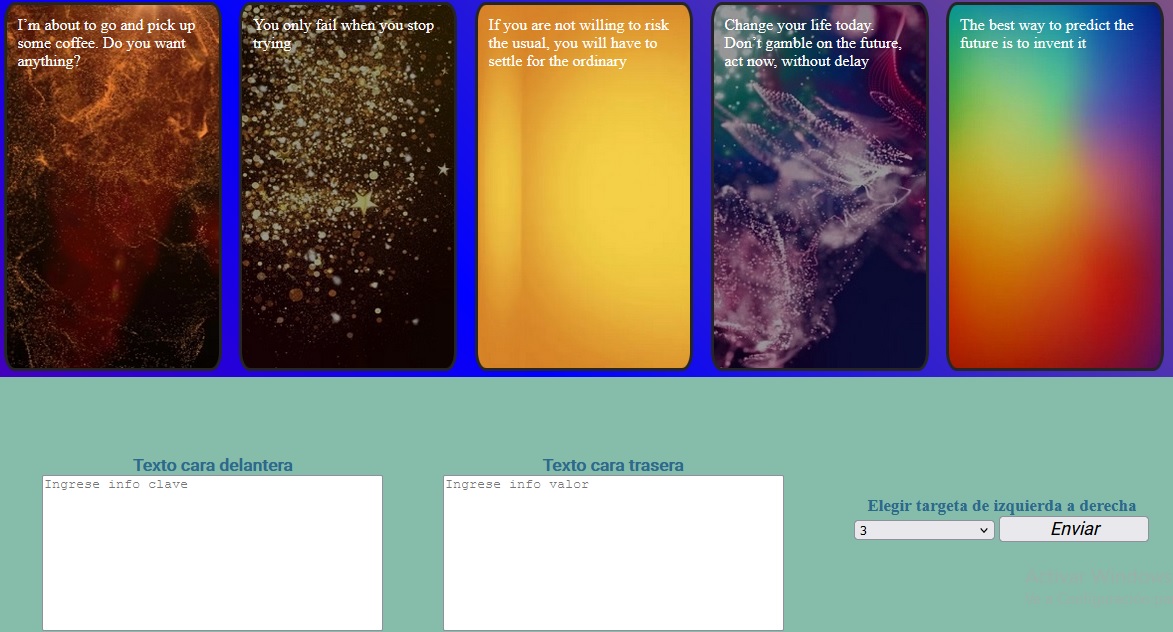 I´m about to go and pick up
some coffee. Do you want
anything?
You only fail when you stop
trying
If you are not willing to risk
the usual, you will have to
settle for the ordinary
Change your life today.
Don´t gamble on the future,
act now, without delay
The best way to predict the
future is to invent it
Texto cara delantera
Ingrese info clave
Texto cara trasera
Ingrese info valor
Elegir targeta de izquierda a derecha
3
Enviar